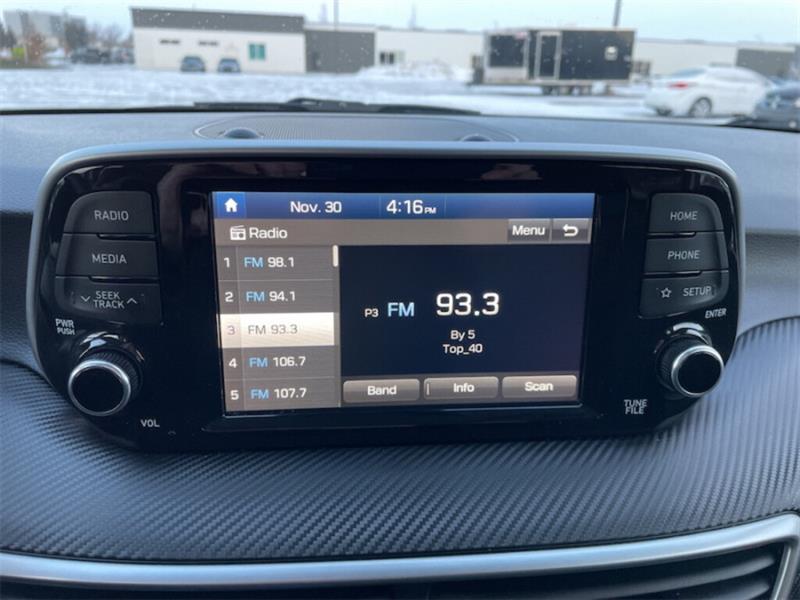 Nov. 30 4:16 PM
Radio Menu
1 FM 98.1
2 FM 94.1
3 FM 93.3
4 FM 106.7
5 FM 107.7
P3 FM 93.3
By 5
Top_40
Band Info Scan
RADIO
MEDIA
SEEK
TRACK
PWR
PUSH
VOL
HOME
PHONE
SETUP
ENTER
TUNE
FILE